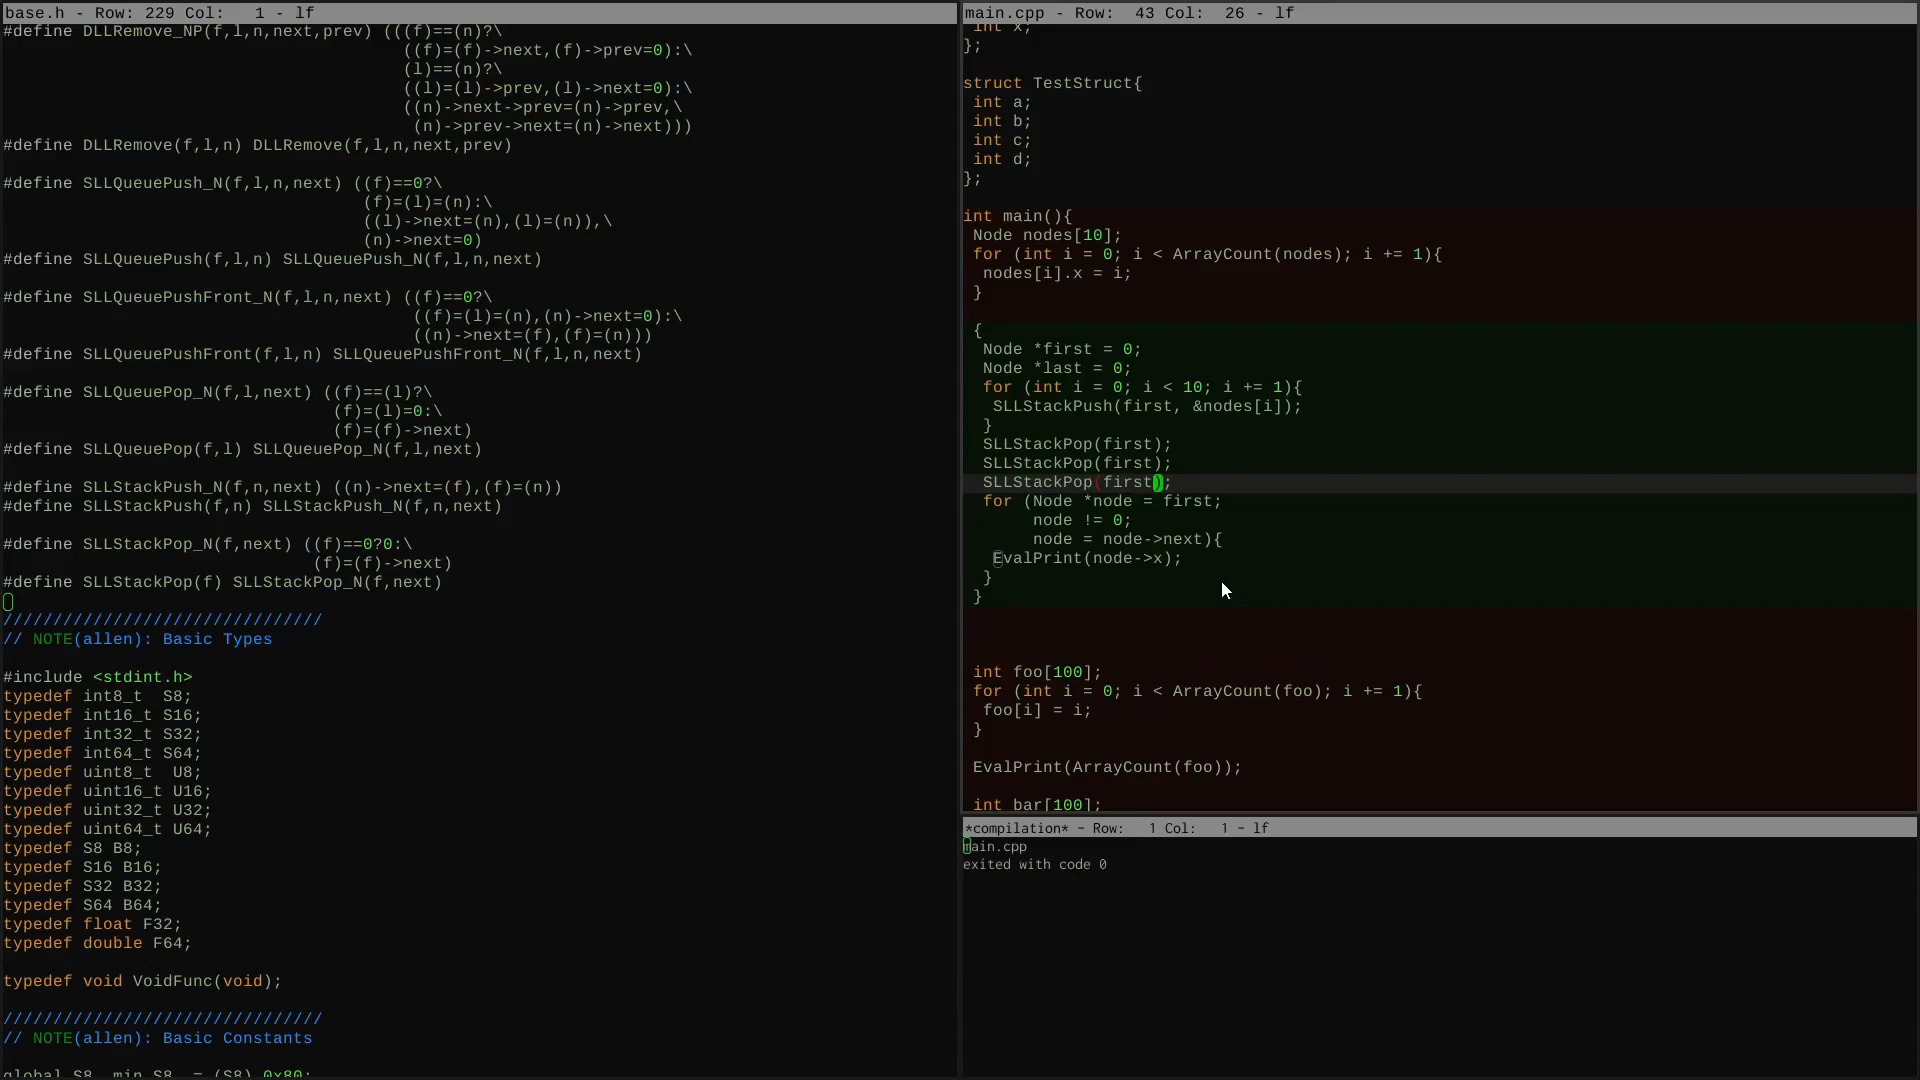 base.h - Row: 229 Col:   1 - lf
#define DLLRemove_NP(f,l,n,next,prev) (((f)==(n)?\
                                        ((f)=(f)->next,(f)->prev=0):\
                                        (l)==(n)?\
                                        ((l)=(l)->prev,(l)->next=0):\
                                        ((n)->next->prev=(n)->prev,\
                                         (n)->prev->next=(n)->next)))
#define DLLRemove(f,l,n) DLLRemove(f,l,n,next,prev)
#define SLLQueuePush_N(f,l,n,next) ((f)==0?\
                                    (f)=(l)=(n):\
                                    ((l)->next=(n),(l)=(n)),\
                                    (n)->next=0)
#define SLLQueuePush(f,l,n) SLLQueuePush_N(f,l,n,next)
#define SLLQueuePushFront_N(f,l,n,next) ((f)==0?\
                                         ((f)=(l)=(n),(n)->next=0):\
                                         ((n)->next=(f),(f)=(n)))
#define SLLQueuePushFront(f,l,n) SLLQueuePushFront_N(f,l,n,next)
#define SLLQueuePop_N(f,l,next) ((f)==(l)?\
                                 (f)=(l)=0:\
                                 (f)=(f)->next)
#define SLLQueuePop(f,l) SLLQueuePop_N(f,l,next)
#define SLLStackPush_N(f,n,next) ((n)->next=(f),(f)=(n))
#define SLLStackPush(f,n) SLLStackPush_N(f,n,next)
#define SLLStackPop_N(f,next) ((f)==0?0:\
                               (f)=(f)->next)
#define SLLStackPop(f) SLLStackPop_N(f,next)
////////////////////////////////
// NOTE(allen): Basic Types
#include <stdint.h>
typedef int8_t  S8;
typedef int16_t S16;
typedef int32_t S32;
typedef int64_t S64;
typedef uint8_t  U8;
typedef uint16_t U16;
typedef uint32_t U32;
typedef uint64_t U64;
typedef S8 B8;
typedef S16 B16;
typedef S32 B32;
typedef S64 B64;
typedef float F32;
typedef double F64;
typedef void VoidFunc(void);
////////////////////////////////
// NOTE(allen): Basic Constants
global S8  min_S8  = (S8) 0x80;
main.cpp - Row:  43 Col:  26 - lf
 int x;
};
struct TestStruct{
 int a;
 int b;
 int c;
 int d;
};
int main(){
 Node nodes[10];
 for (int i = 0; i < ArrayCount(nodes); i += 1){
  nodes[i].x = i;
 }
 {
  Node *first = 0;
  Node *last = 0;
  for (int i = 0; i < 10; i += 1){
   SLLStackPush(first, &nodes[i]);
  }
  SLLStackPop(first);
  SLLStackPop(first);
  SLLStackPop(first);
  for (Node *node = first;
       node != 0;
       node = node->next){
   EvalPrint(node->x);
  }
 }
 int foo[100];
 for (int i = 0; i < ArrayCount(foo); i += 1){
  foo[i] = i;
 }
 EvalPrint(ArrayCount(foo));
 int bar[100];
*compilation* - Row:   1 Col:   1 - lf
main.cpp
exited with code 0